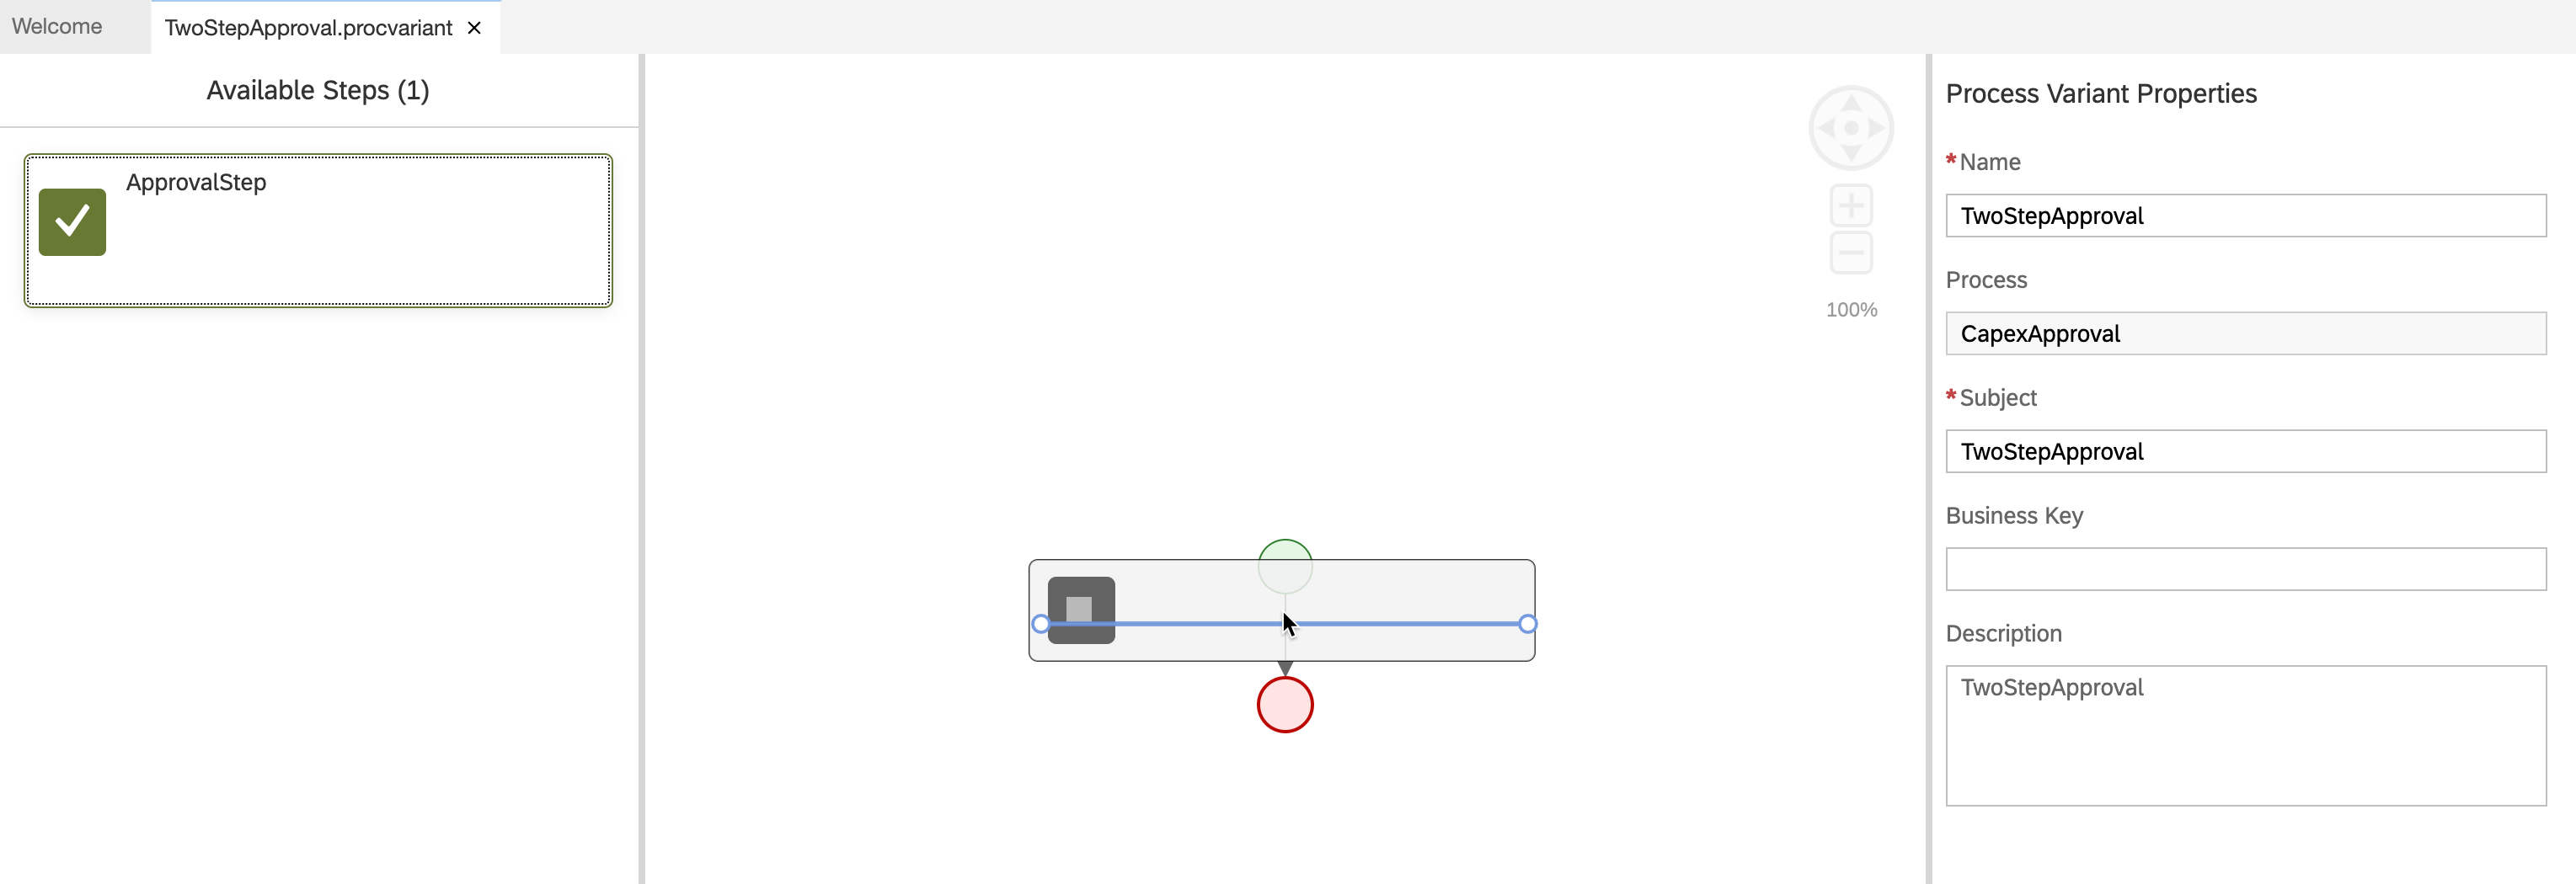 Welcome
TwoStepApproval.procvariant
Available Steps (1)
ApprovalStep
100%
Process Variant Properties
* Name
TwoStepApproval
Process
CapexApproval
* Subject
TwoStepApproval
Business Key
Description
TwoStepApproval